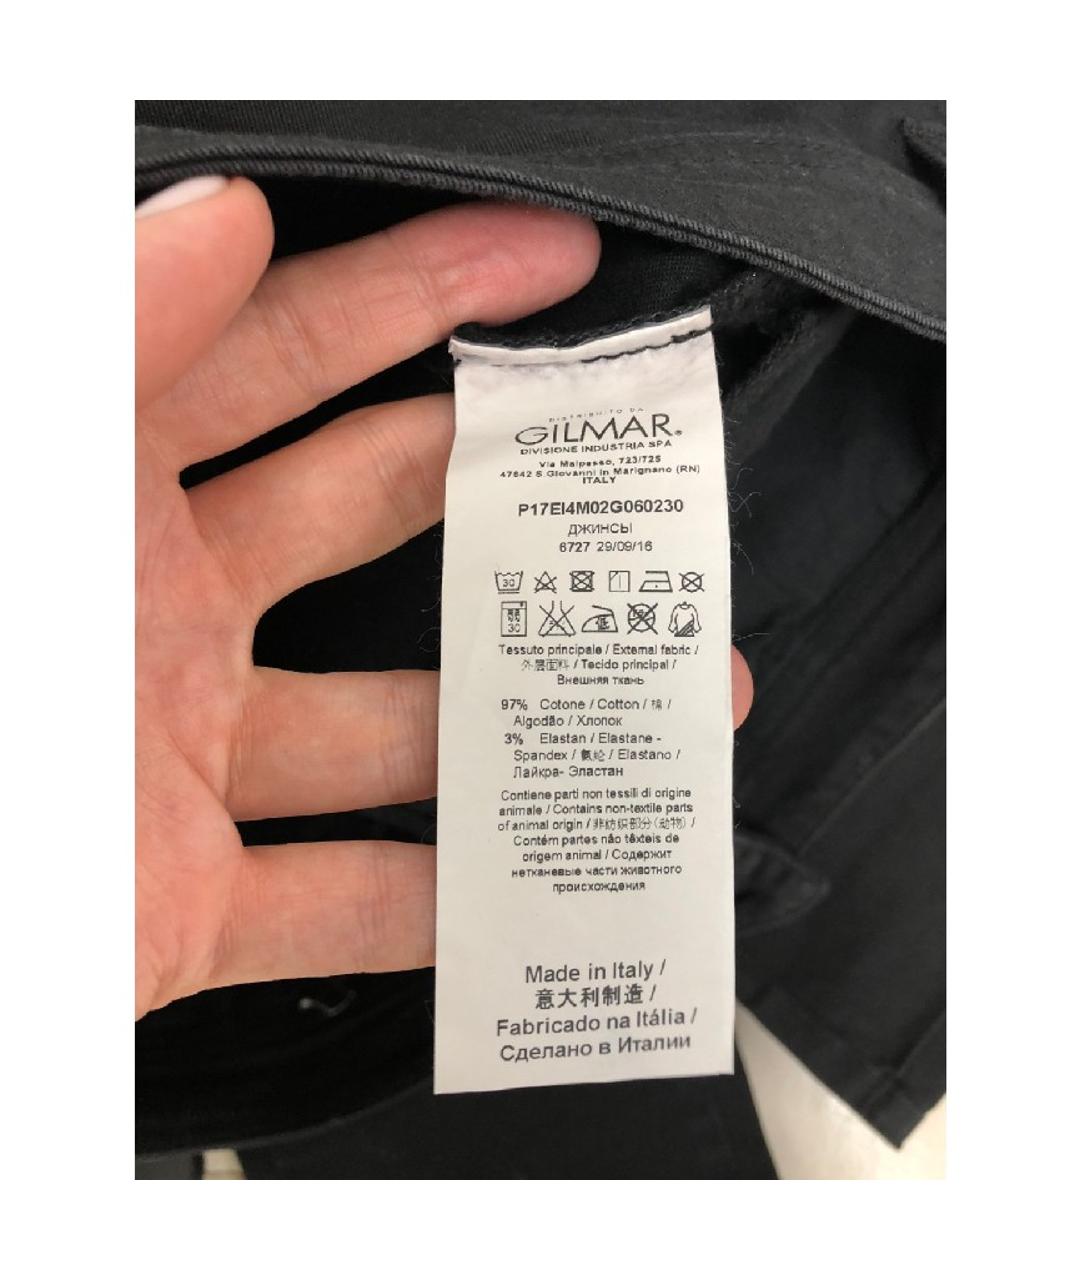 DISTRIBUITO DA
GILMAR®
DIVISIONE INDUSTRIA SPA
Via Malpasso, 723/725
47842 S.Giovanni in Marignano (RN)
ITALY
P17EI4M02G060230
ДЖИНСЫ
6727 29/09/16
30
30 低
Tessuto principale / External fabric /
外层面料 / Tecido principal /
Внешняя ткань
97% Cotone / Cotton / 棉 /
Algodão / Хлопок
3% Elastan / Elastane -
Spandex / 氨纶 / Elastano /
Лайкра- Эластан
Contiene parti non tessili di origine
animale / Contains non-textile parts
of animal origin / 非纺织部分(动物) /
Contém partes não têxteis de
origem animal / Содержит
нетканевые части животного
происхождения
Made in Italy /
意大利制造 /
Fabricado na Itália /
Сделано в Италии